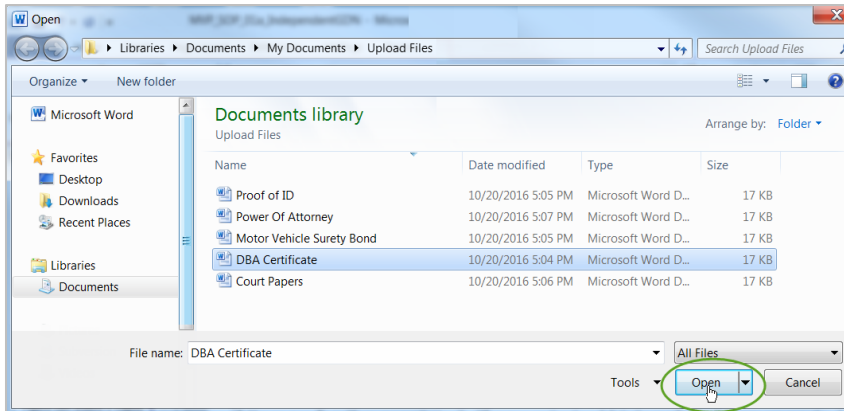 W Open
Libraries Documents My Documents Upload Files
Search Upload Files
Organize New folder
Microsoft Word
Favorites
Desktop
Downloads
Recent Places
Libraries
Documents
Documents library
Upload Files
Arrange by: Folder
Name Date modified Type Size
Proof of ID 10/20/2016 5:05 PM Microsoft Word D... 17 KB
Power Of Attorney 10/20/2016 5:07 PM Microsoft Word D... 17 KB
Motor Vehicle Surety Bond 10/20/2016 5:05 PM Microsoft Word D... 17 KB
DBA Certificate 10/20/2016 5:04 PM Microsoft Word D... 17 KB
Court Papers 10/20/2016 5:06 PM Microsoft Word D... 17 KB
File name: DBA Certificate
All Files
Tools Open Cancel